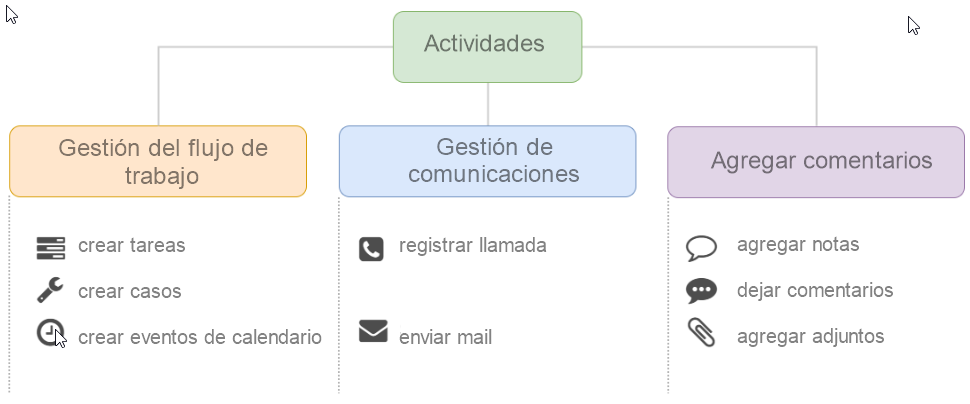 Actividades
Gestión del flujo de
trabajo
Gestión de
comunicaciones
Agregar comentarios
crear tareas
crear casos
crear eventos de calendario
registrar llamada
enviar mail
agregar notas
dejar comentarios
agregar adjuntos